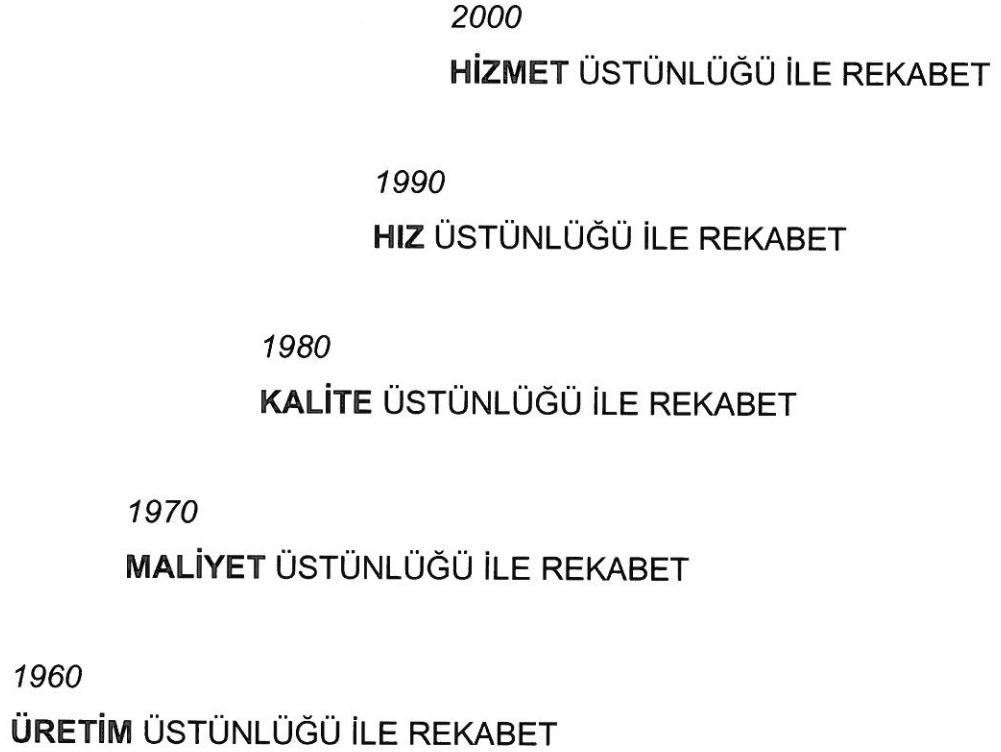 2000
HİZMET ÜSTÜNLÜĞÜ İLE REKABET
1990
HIZ ÜSTÜNLÜĞÜ İLE REKABET
1980
KALİTE ÜSTÜNLÜĞÜ İLE REKABET
1970
MALİYET ÜSTÜNLÜĞÜ İLE REKABET
1960
ÜRETİM ÜSTÜNLÜĞÜ İLE REKABET